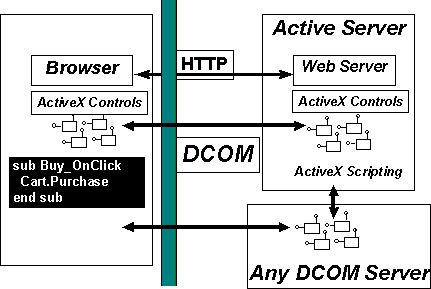 Active Server
Browser
HTTP
Web Server
ActiveX Controls
ActiveX Controls
DCOM
sub Buy_OnClick
Cart.Purchase
end sub
ActiveX Scripting
Any DCOM Server